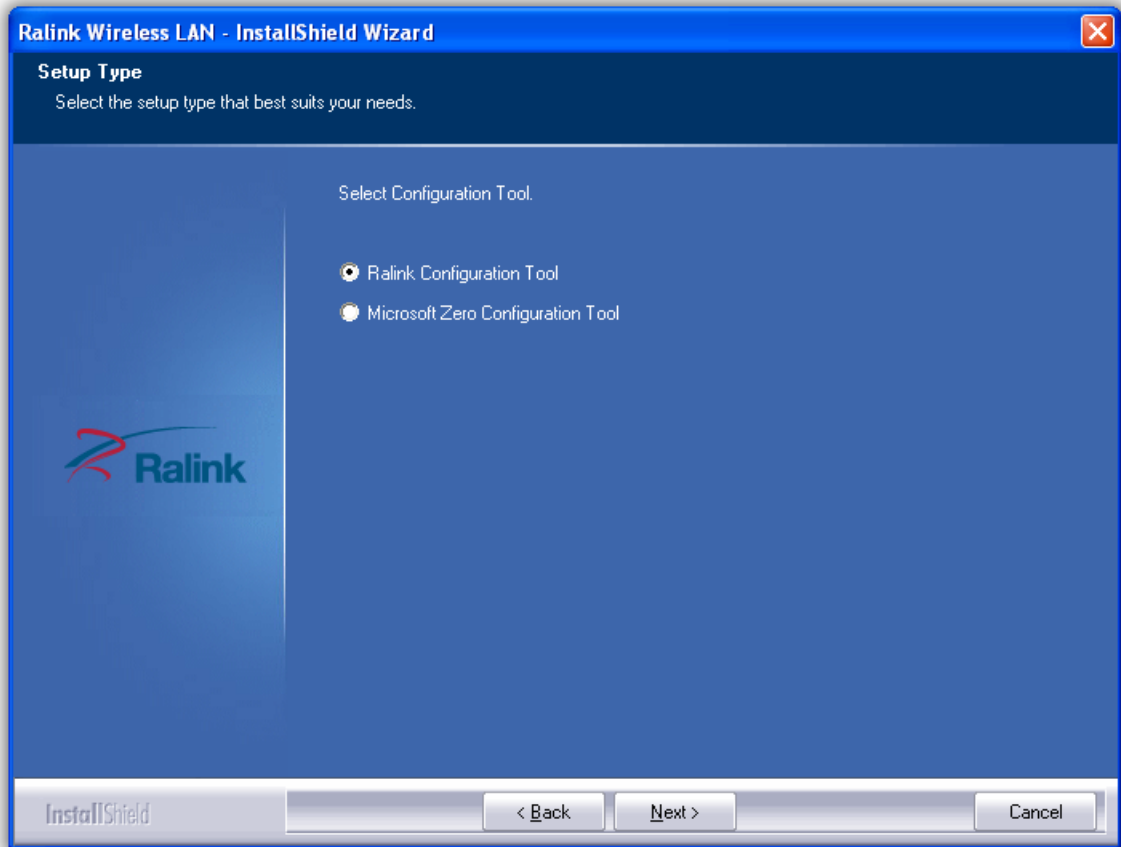 Ralink Wireless LAN - InstallShield Wizard
Setup Type
Select the setup type that best suits your needs.
Select Configuration Tool.
Ralink Configuration Tool
Microsoft Zero Configuration Tool
Ralink
InstallShield
< Back
Next >
Cancel